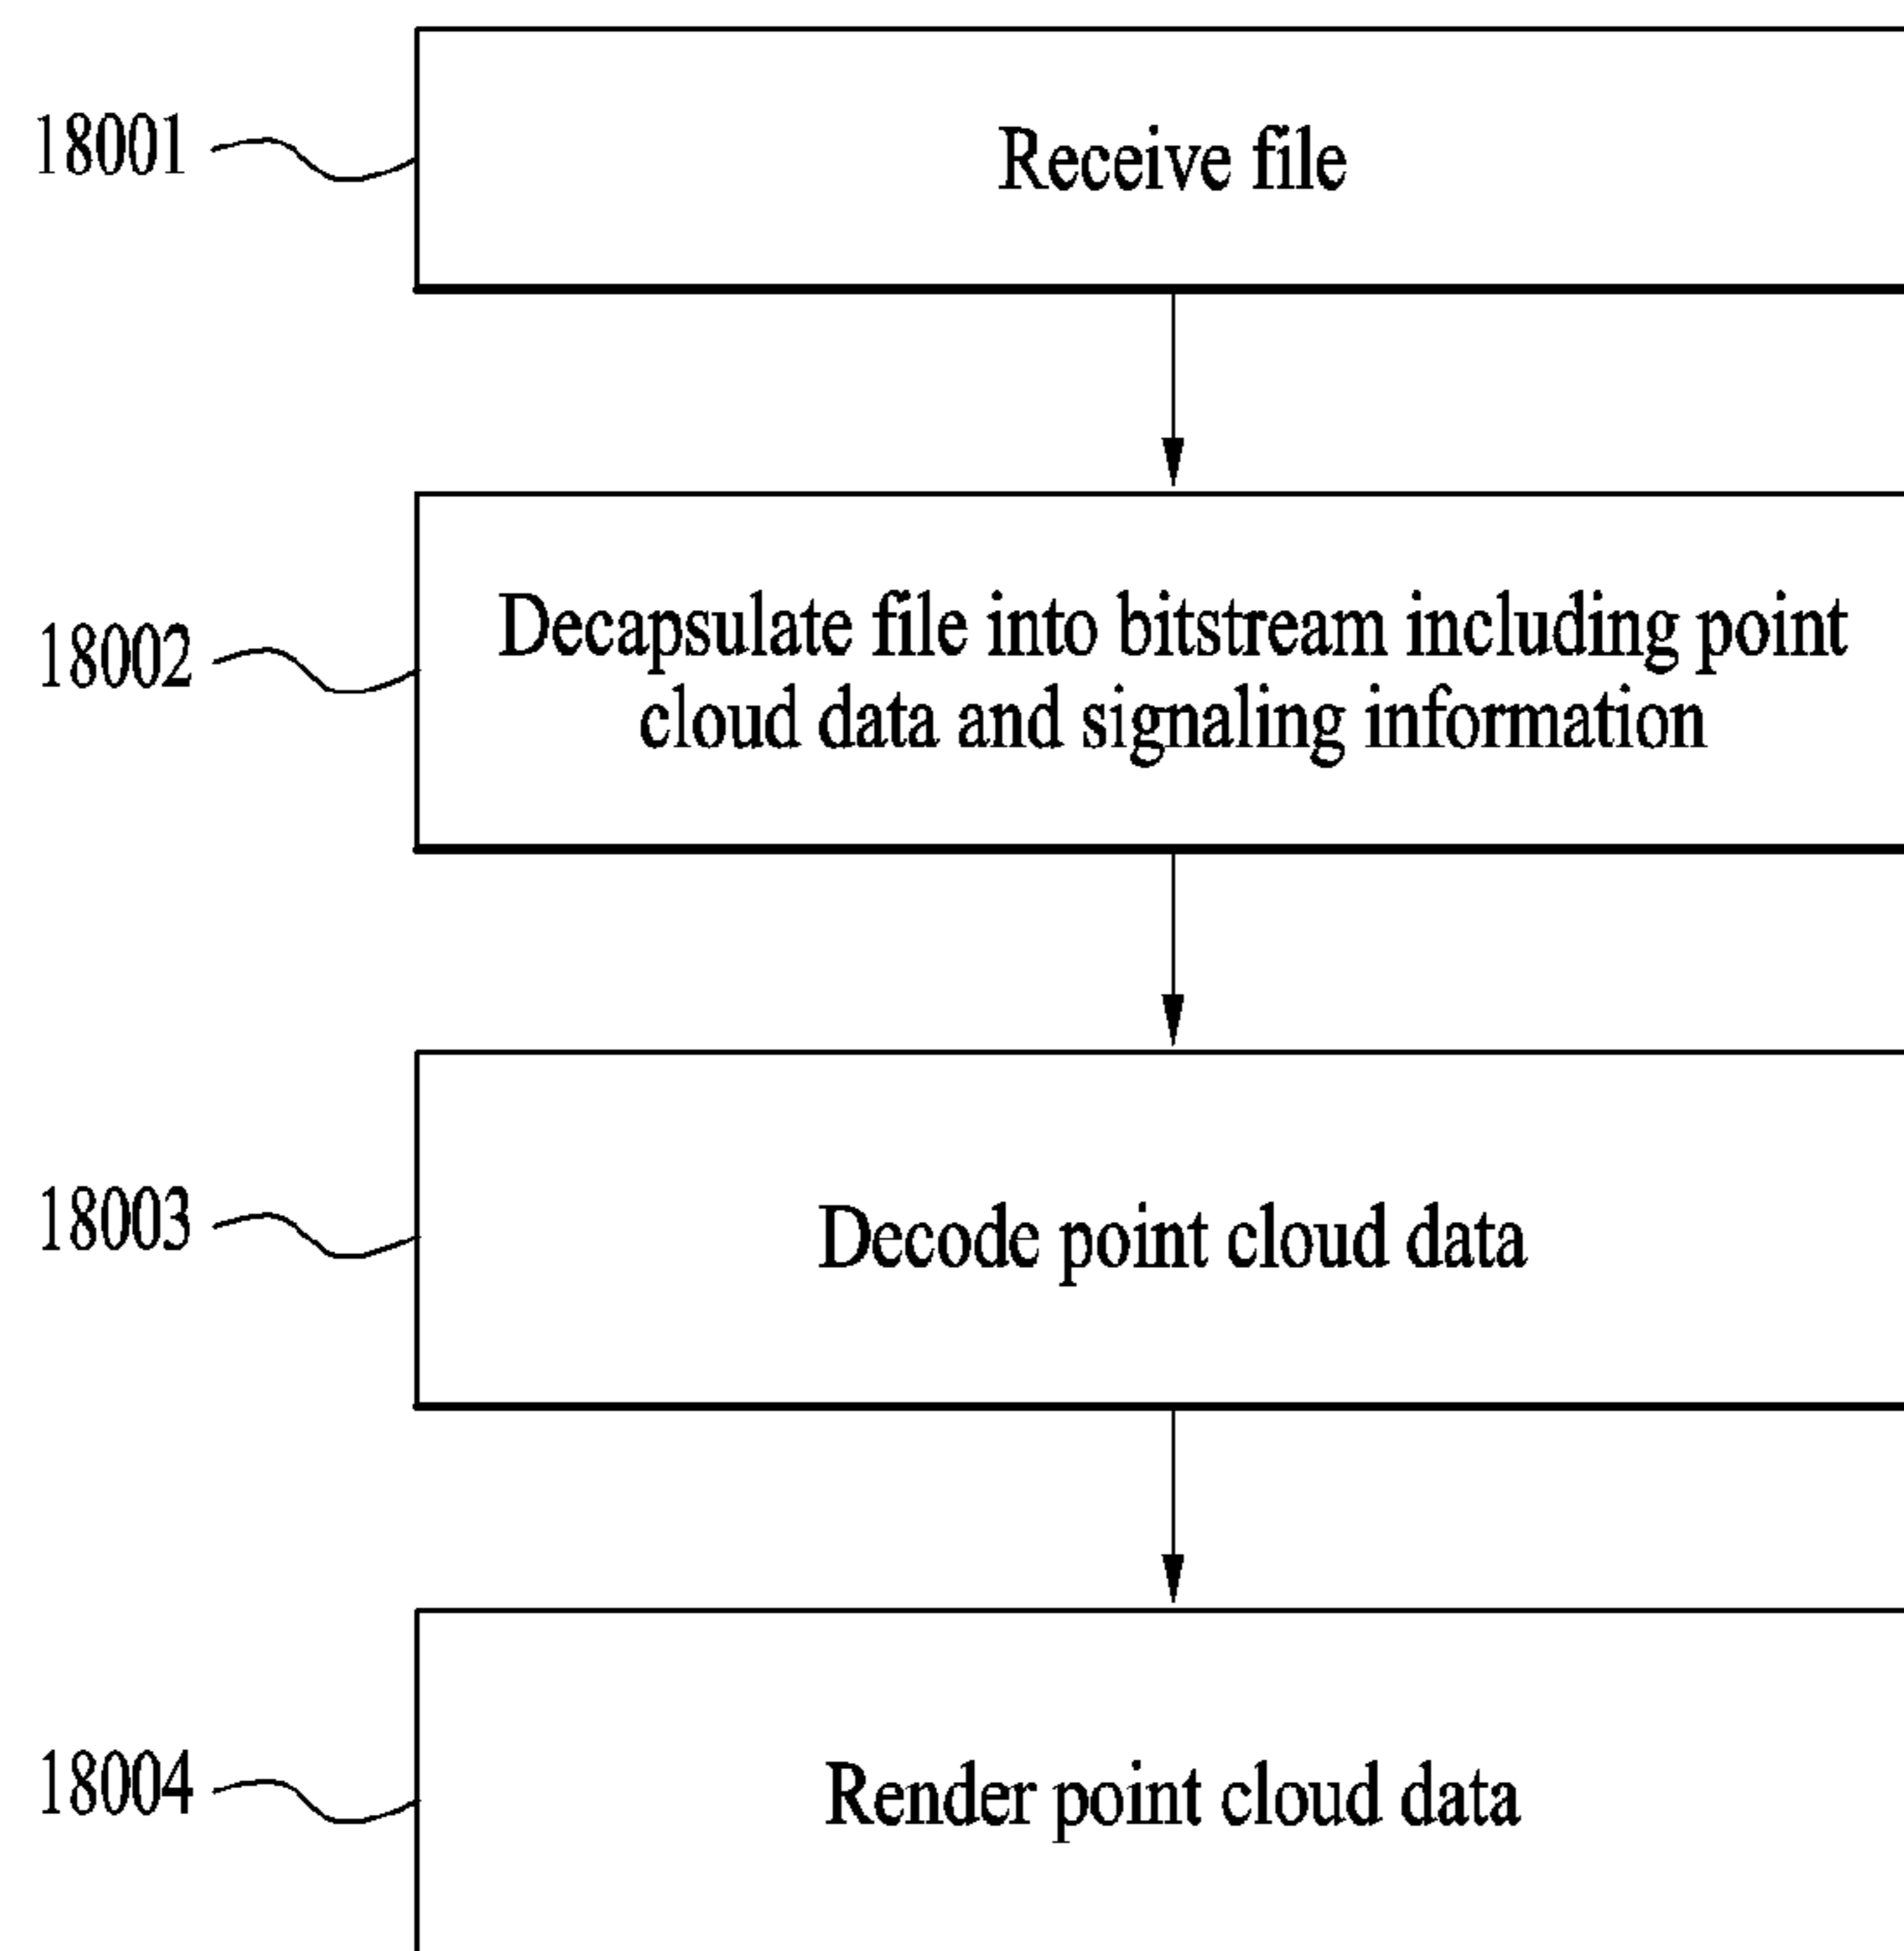 18001
Receive file
18002
Decapsulate file into bitstream including point
cloud data and signaling information
18003
Decode point cloud data
18004
Render point cloud data